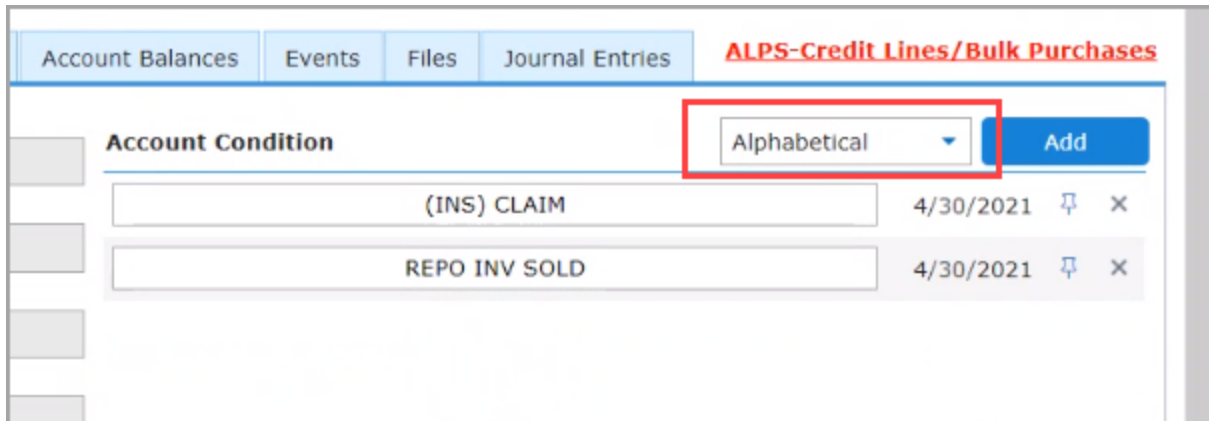 Account Balances Events Files Journal Entries ALPS-Credit Lines/Bulk Purchases
Account Condition Alphabetical Add
(INS) CLAIM 4/30/2021
REPO INV SOLD 4/30/2021